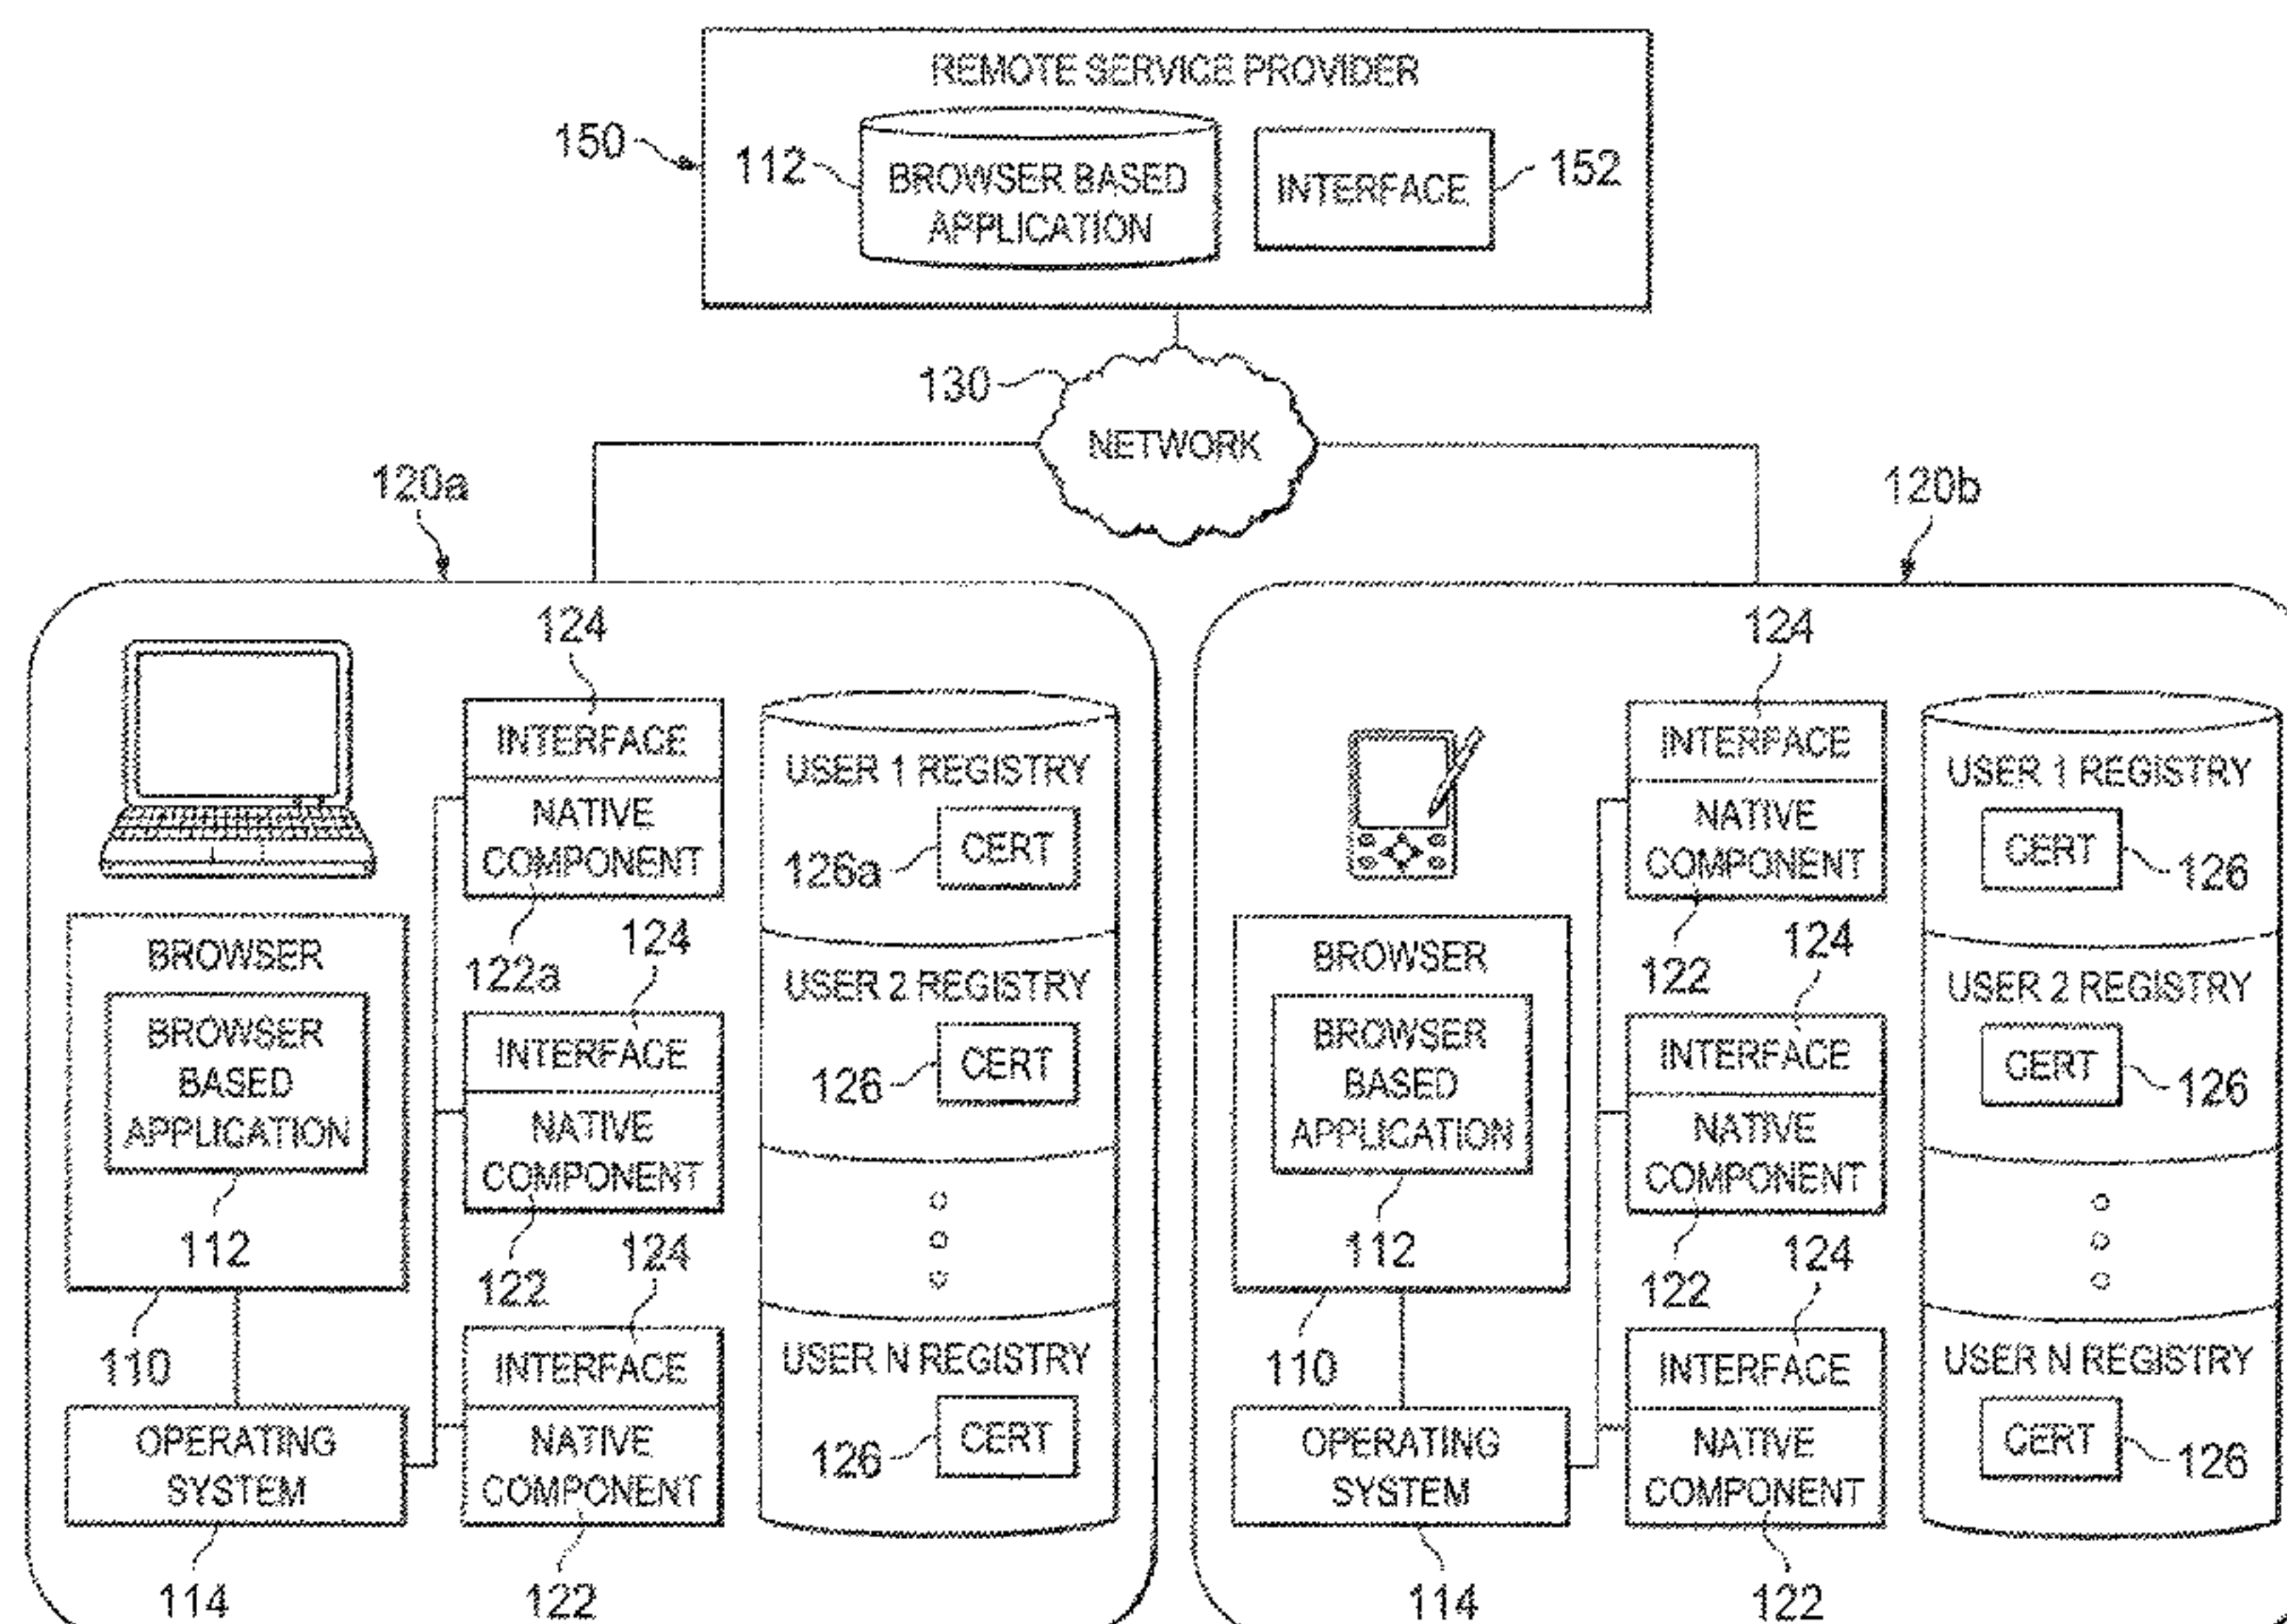 REMOTE SERVICE PROVIDER
150
112
BROWSER BASED
APPLICATION
INTERFACE
152
130
NETWORK
120a
120b
124
INTERFACE
NATIVE
COMPONENT
122a
124
INTERFACE
NATIVE
COMPONENT
122
124
INTERFACE
NATIVE
COMPONENT
122
BROWSER
BROWSER
BASED
APPLICATION
112
110
OPERATING
SYSTEM
114
USER 1 REGISTRY
CERT
126a
USER 2 REGISTRY
CERT
126
USER N REGISTRY
CERT
126
124
INTERFACE
NATIVE
COMPONENT
122
124
INTERFACE
NATIVE
COMPONENT
122
124
INTERFACE
NATIVE
COMPONENT
122
BROWSER
BROWSER
BASED
APPLICATION
112
110
OPERATING
SYSTEM
114
USER 1 REGISTRY
CERT
126
USER 2 REGISTRY
CERT
126
USER N REGISTRY
CERT
126